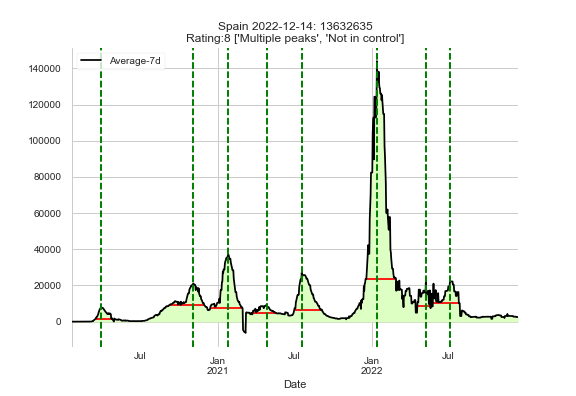 Spain 2022-12-14: 13632635
Rating:8 ['Multiple peaks', 'Not in control']
Average-7d
140000
120000
100000
80000
60000
40000
20000
0
Jul
Jan
2021
Jul
Jan
2022
Jul
Date